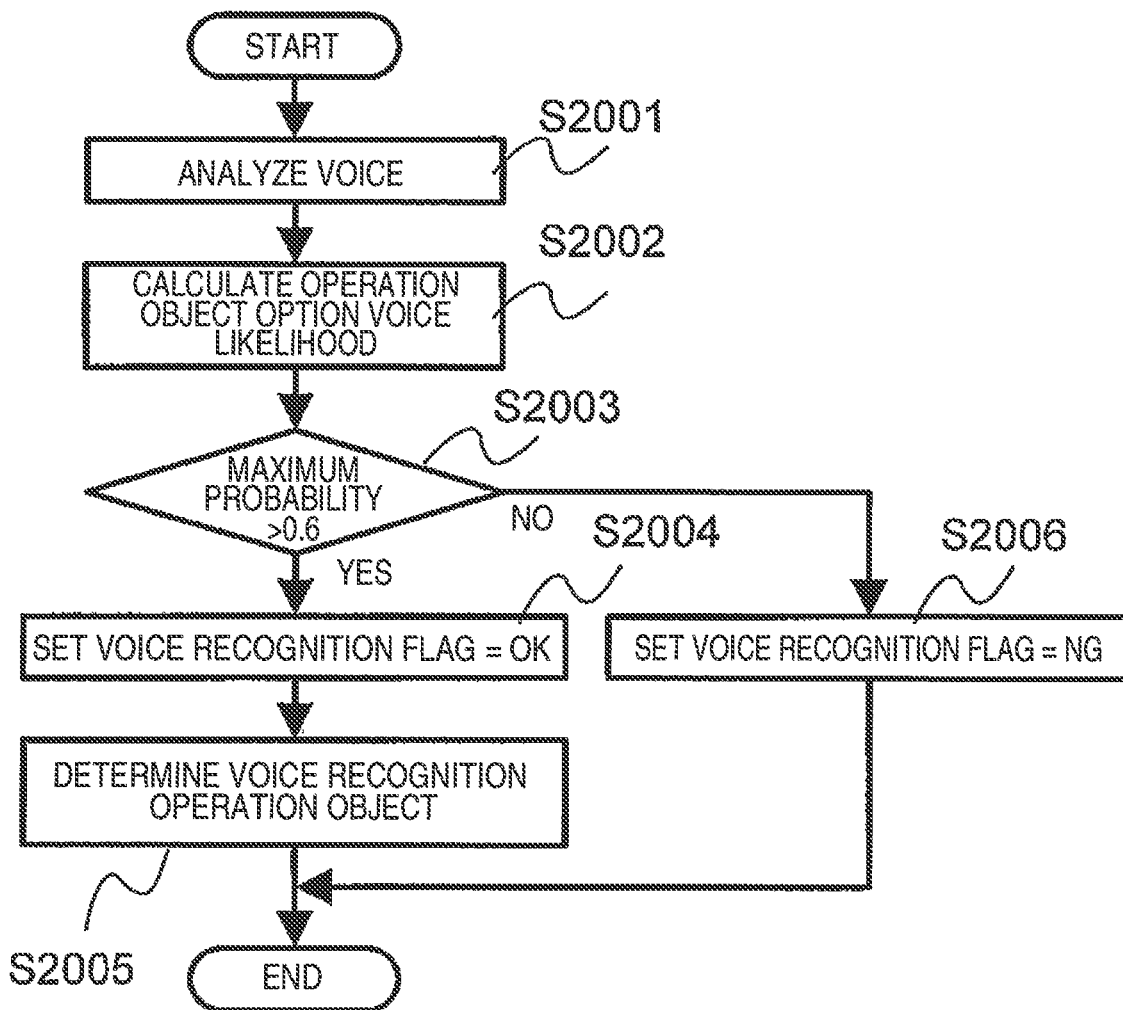 START
S2001
ANALYZE VOICE
S2002
CALCULATE OPERATION
OBJECT OPTION VOICE
LIKELIHOOD
S2003
MAXIMUM
PROBABILITY
>0.6
NO
YES
S2004
S2006
SET VOICE RECOGNITION FLAG = OK
SET VOICE RECOGNITION FLAG = NG
DETERMINE VOICE RECOGNITION
OPERATION OBJECT
S2005
END